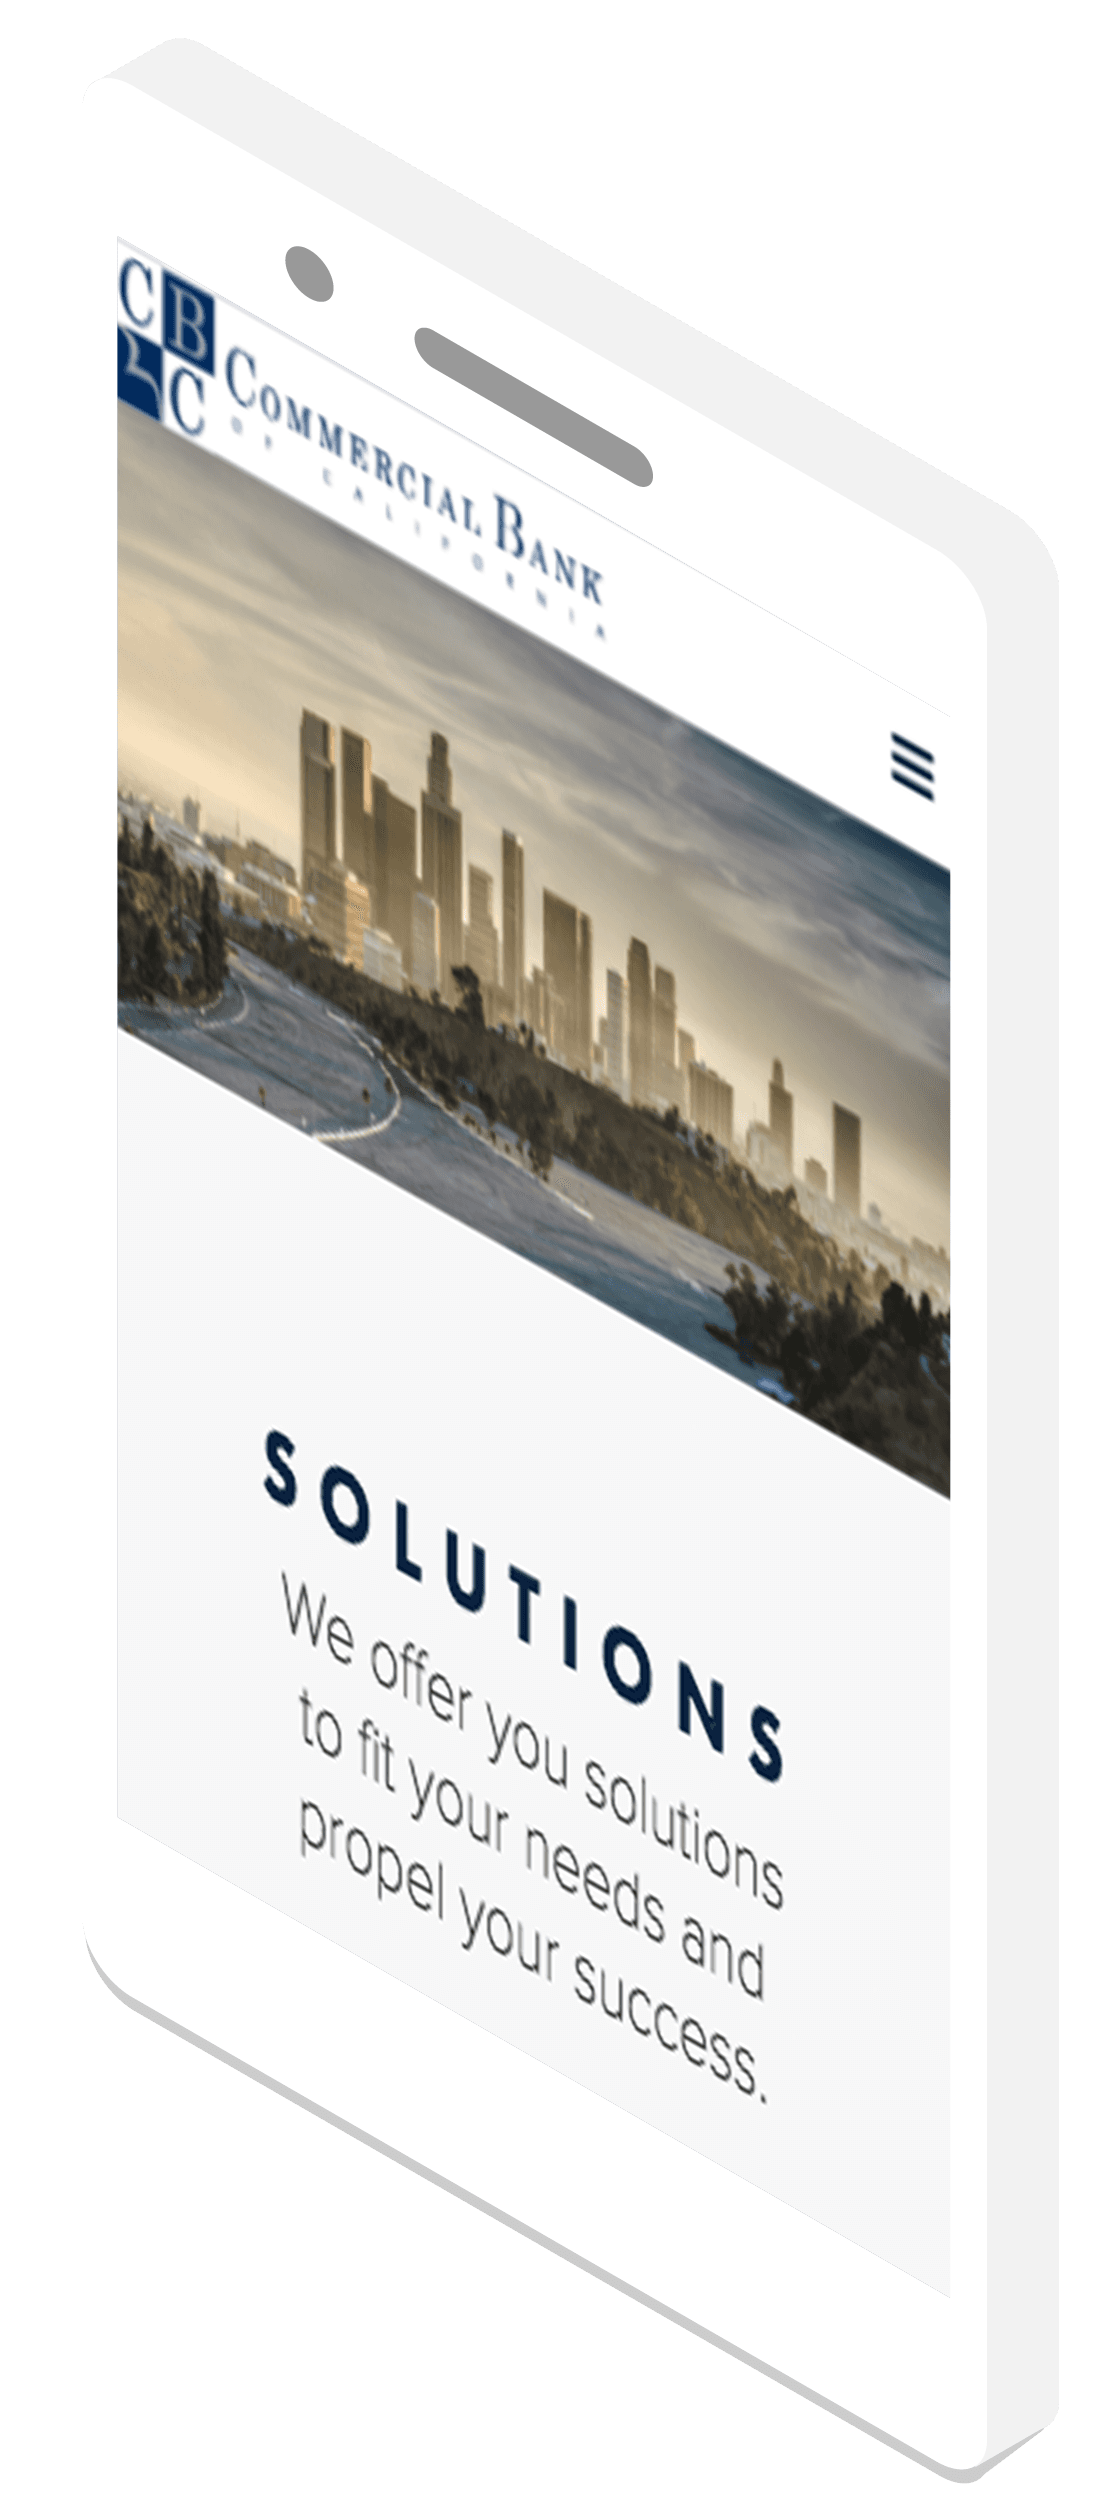 CB
C
COMMERCIAL BANK
OF CALIFORNIA
SOLUTIONS
We offer you solutions
to fit your needs and
propel your success.